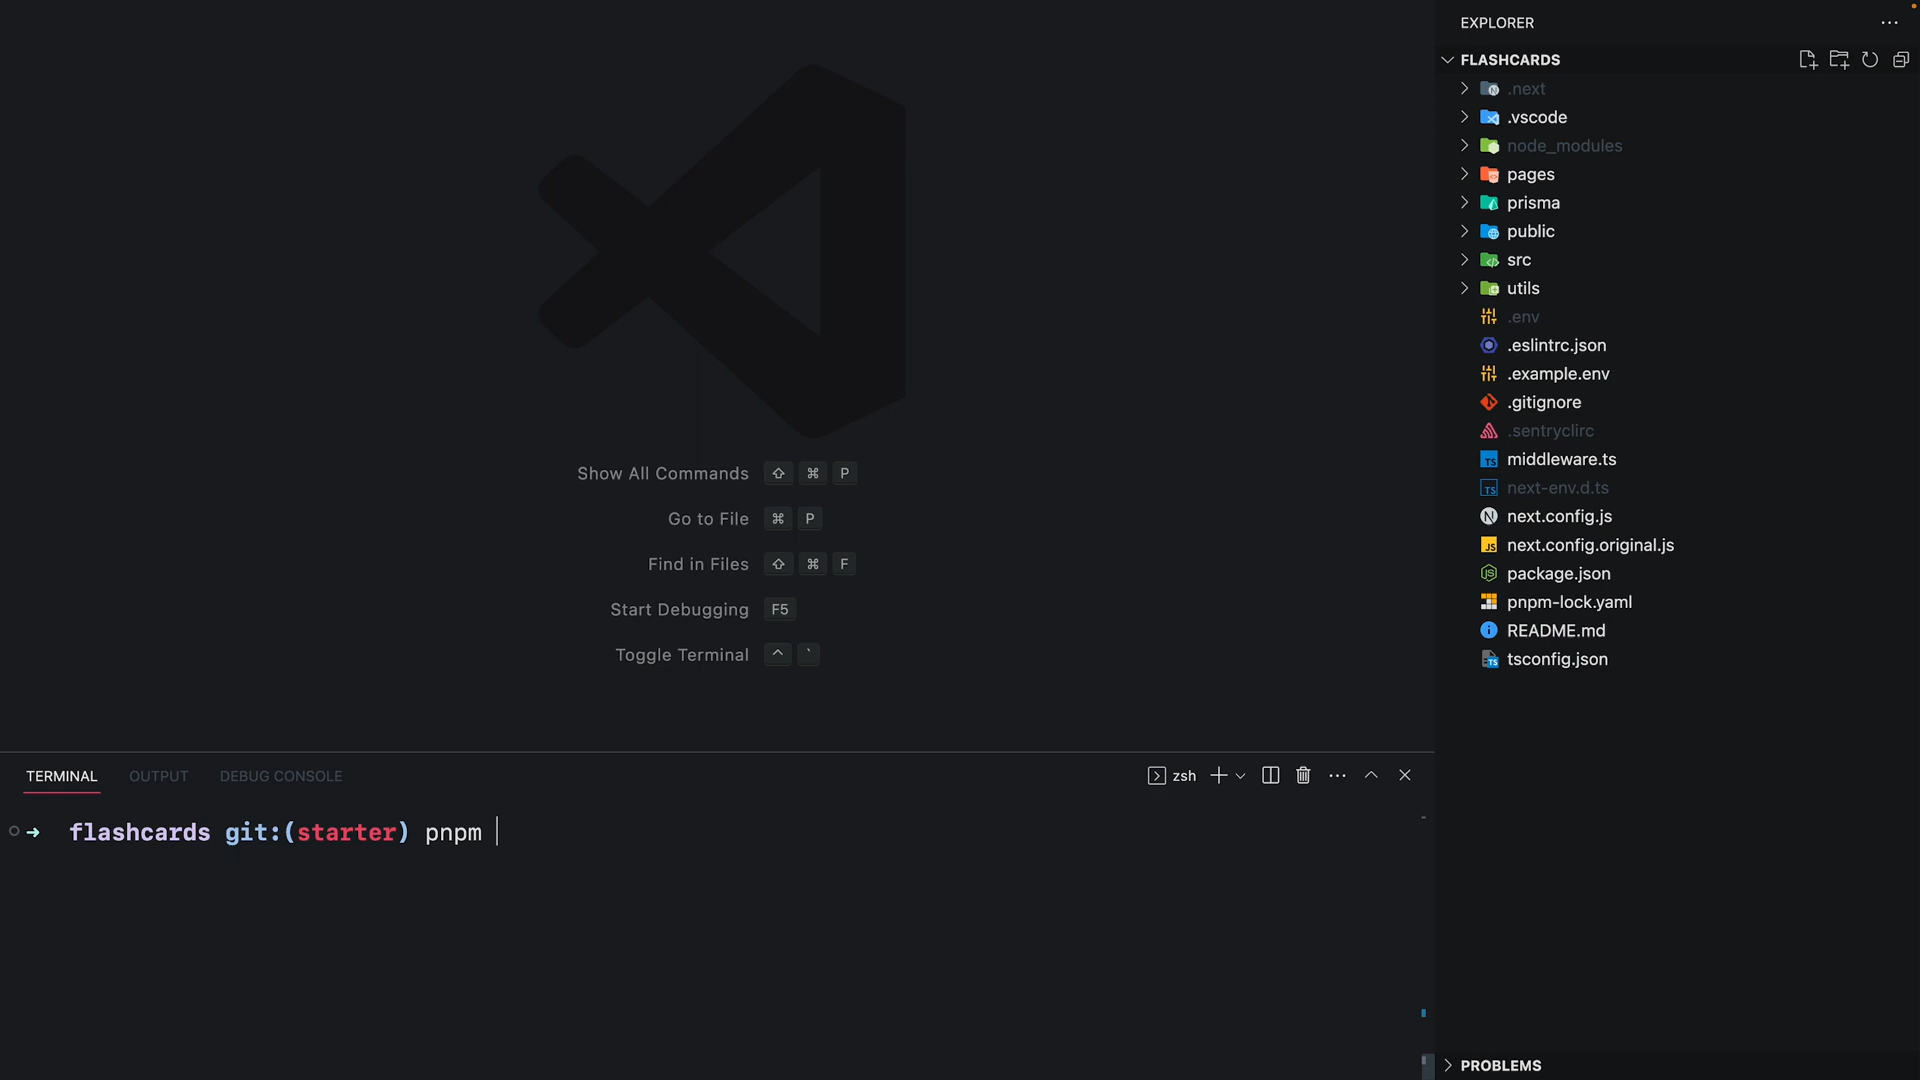 EXPLORER
FLASHCARDS
.next
.vscode
node_modules
pages
prisma
public
src
utils
.env
.eslintrc.json
.example.env
.gitignore
.sentryclirc
middleware.ts
next-env.d.ts
next.config.js
next.config.original.js
package.json
pnpm-lock.yaml
README.md
tsconfig.json
PROBLEMS
Show All Commands ⇧ ⌘ P
Go to File ⌘ P
Find in Files ⇧ ⌘ F
Start Debugging F5
Toggle Terminal ^ `
TERMINAL OUTPUT DEBUG CONSOLE zsh
➜ flashcards git:(starter) pnpm